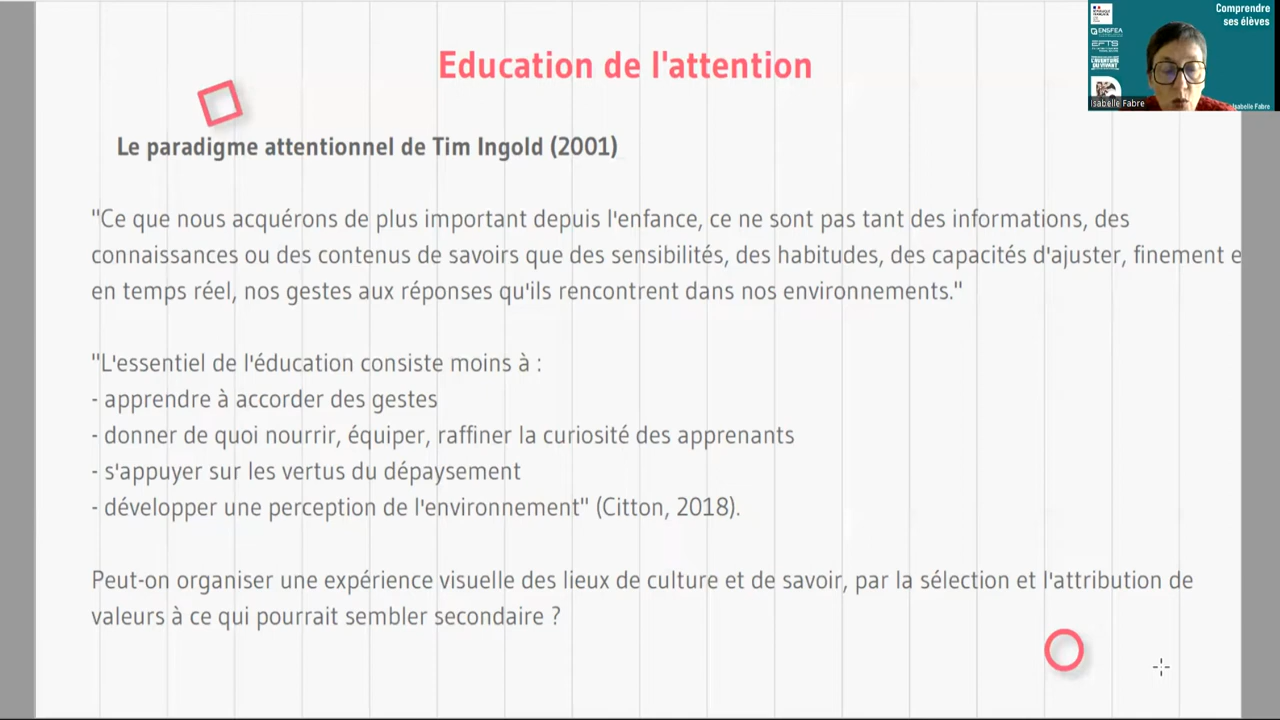 Education de l'attention
Le paradigme attentionnel de Tim Ingold (2001)
"Ce que nous acquérons de plus important depuis l'enfance, ce ne sont pas tant des informations, des
connaissances ou des contenus de savoirs que des sensibilités, des habitudes, des capacités d'ajuster, finement e
en temps réel, nos gestes aux réponses qu'ils rencontrent dans nos environnements."
"L'essentiel de l'éducation consiste moins à :
- apprendre à accorder des gestes
- donner de quoi nourrir, équiper, raffiner la curiosité des apprenants
- s'appuyer sur les vertus du dépaysement
- développer une perception de l'environnement" (Citton, 2018).
Peut-on organiser une expérience visuelle des lieux de culture et de savoir, par la sélection et l'attribution de
valeurs à ce qui pourrait sembler secondaire ?
Comprendre
ses élèves
ENSFEA
EFTS
L'AVENTURE
DU VIVANT
Isabelle Fabre
Isabelle Fabre